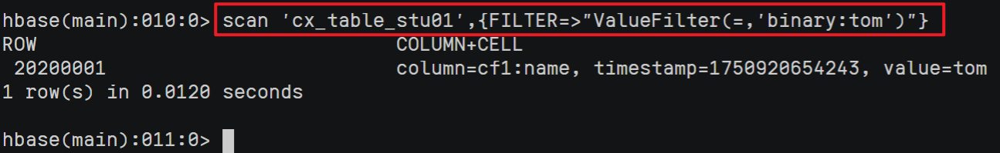 hbase(main):010:0> scan 'cx_table_stu01',{FILTER=>"ValueFilter(=,'binary:tom')"}
ROW COLUMN+CELL
20200001 column=cf1:name, timestamp=1750920654243, value=tom
1 row(s) in 0.0120 seconds
hbase(main):011:0>